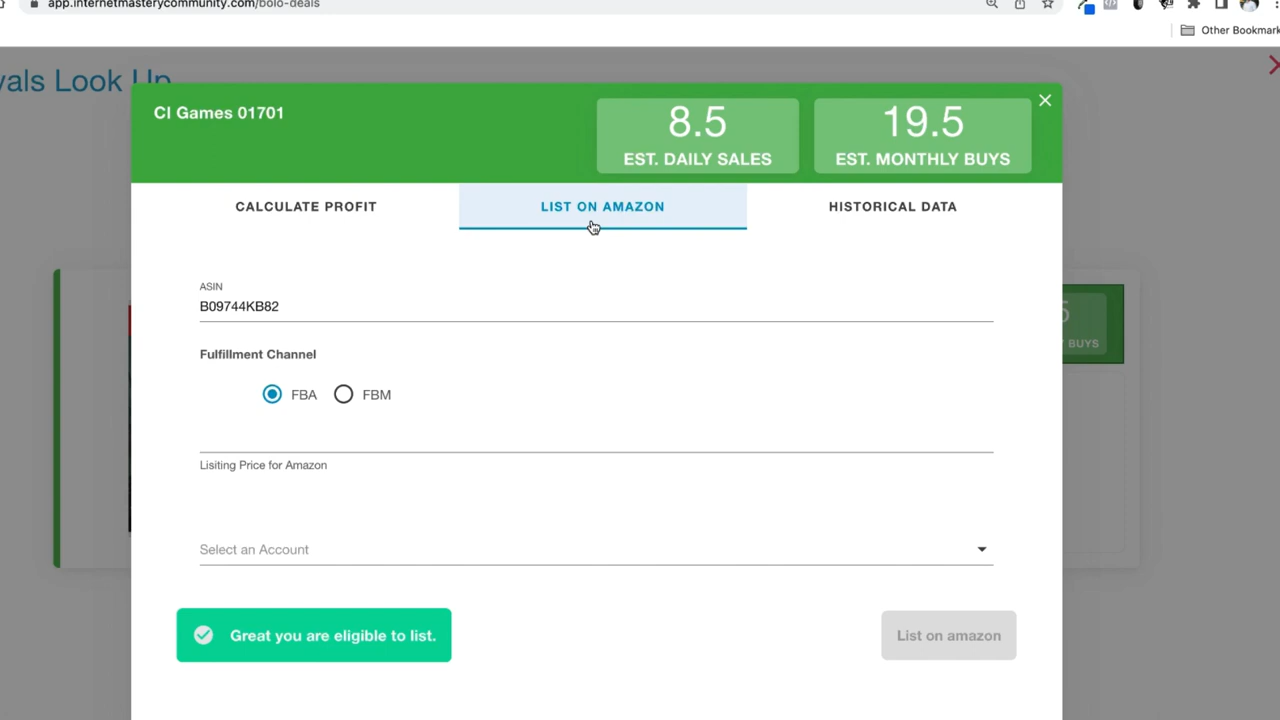 app.internetmasterycommunity.com/bolo-deals
Other Bookmark
vals Look Up
CI Games 01701
8.5
EST. DAILY SALES
19.5
EST. MONTHLY BUYS
CALCULATE PROFIT
LIST ON AMAZON
HISTORICAL DATA
ASIN
B09744KB82
Fulfillment Channel
FBA
FBM
5
BUYS
Lisiting Price for Amazon
Select an Account
Great you are eligible to list.
List on amazon